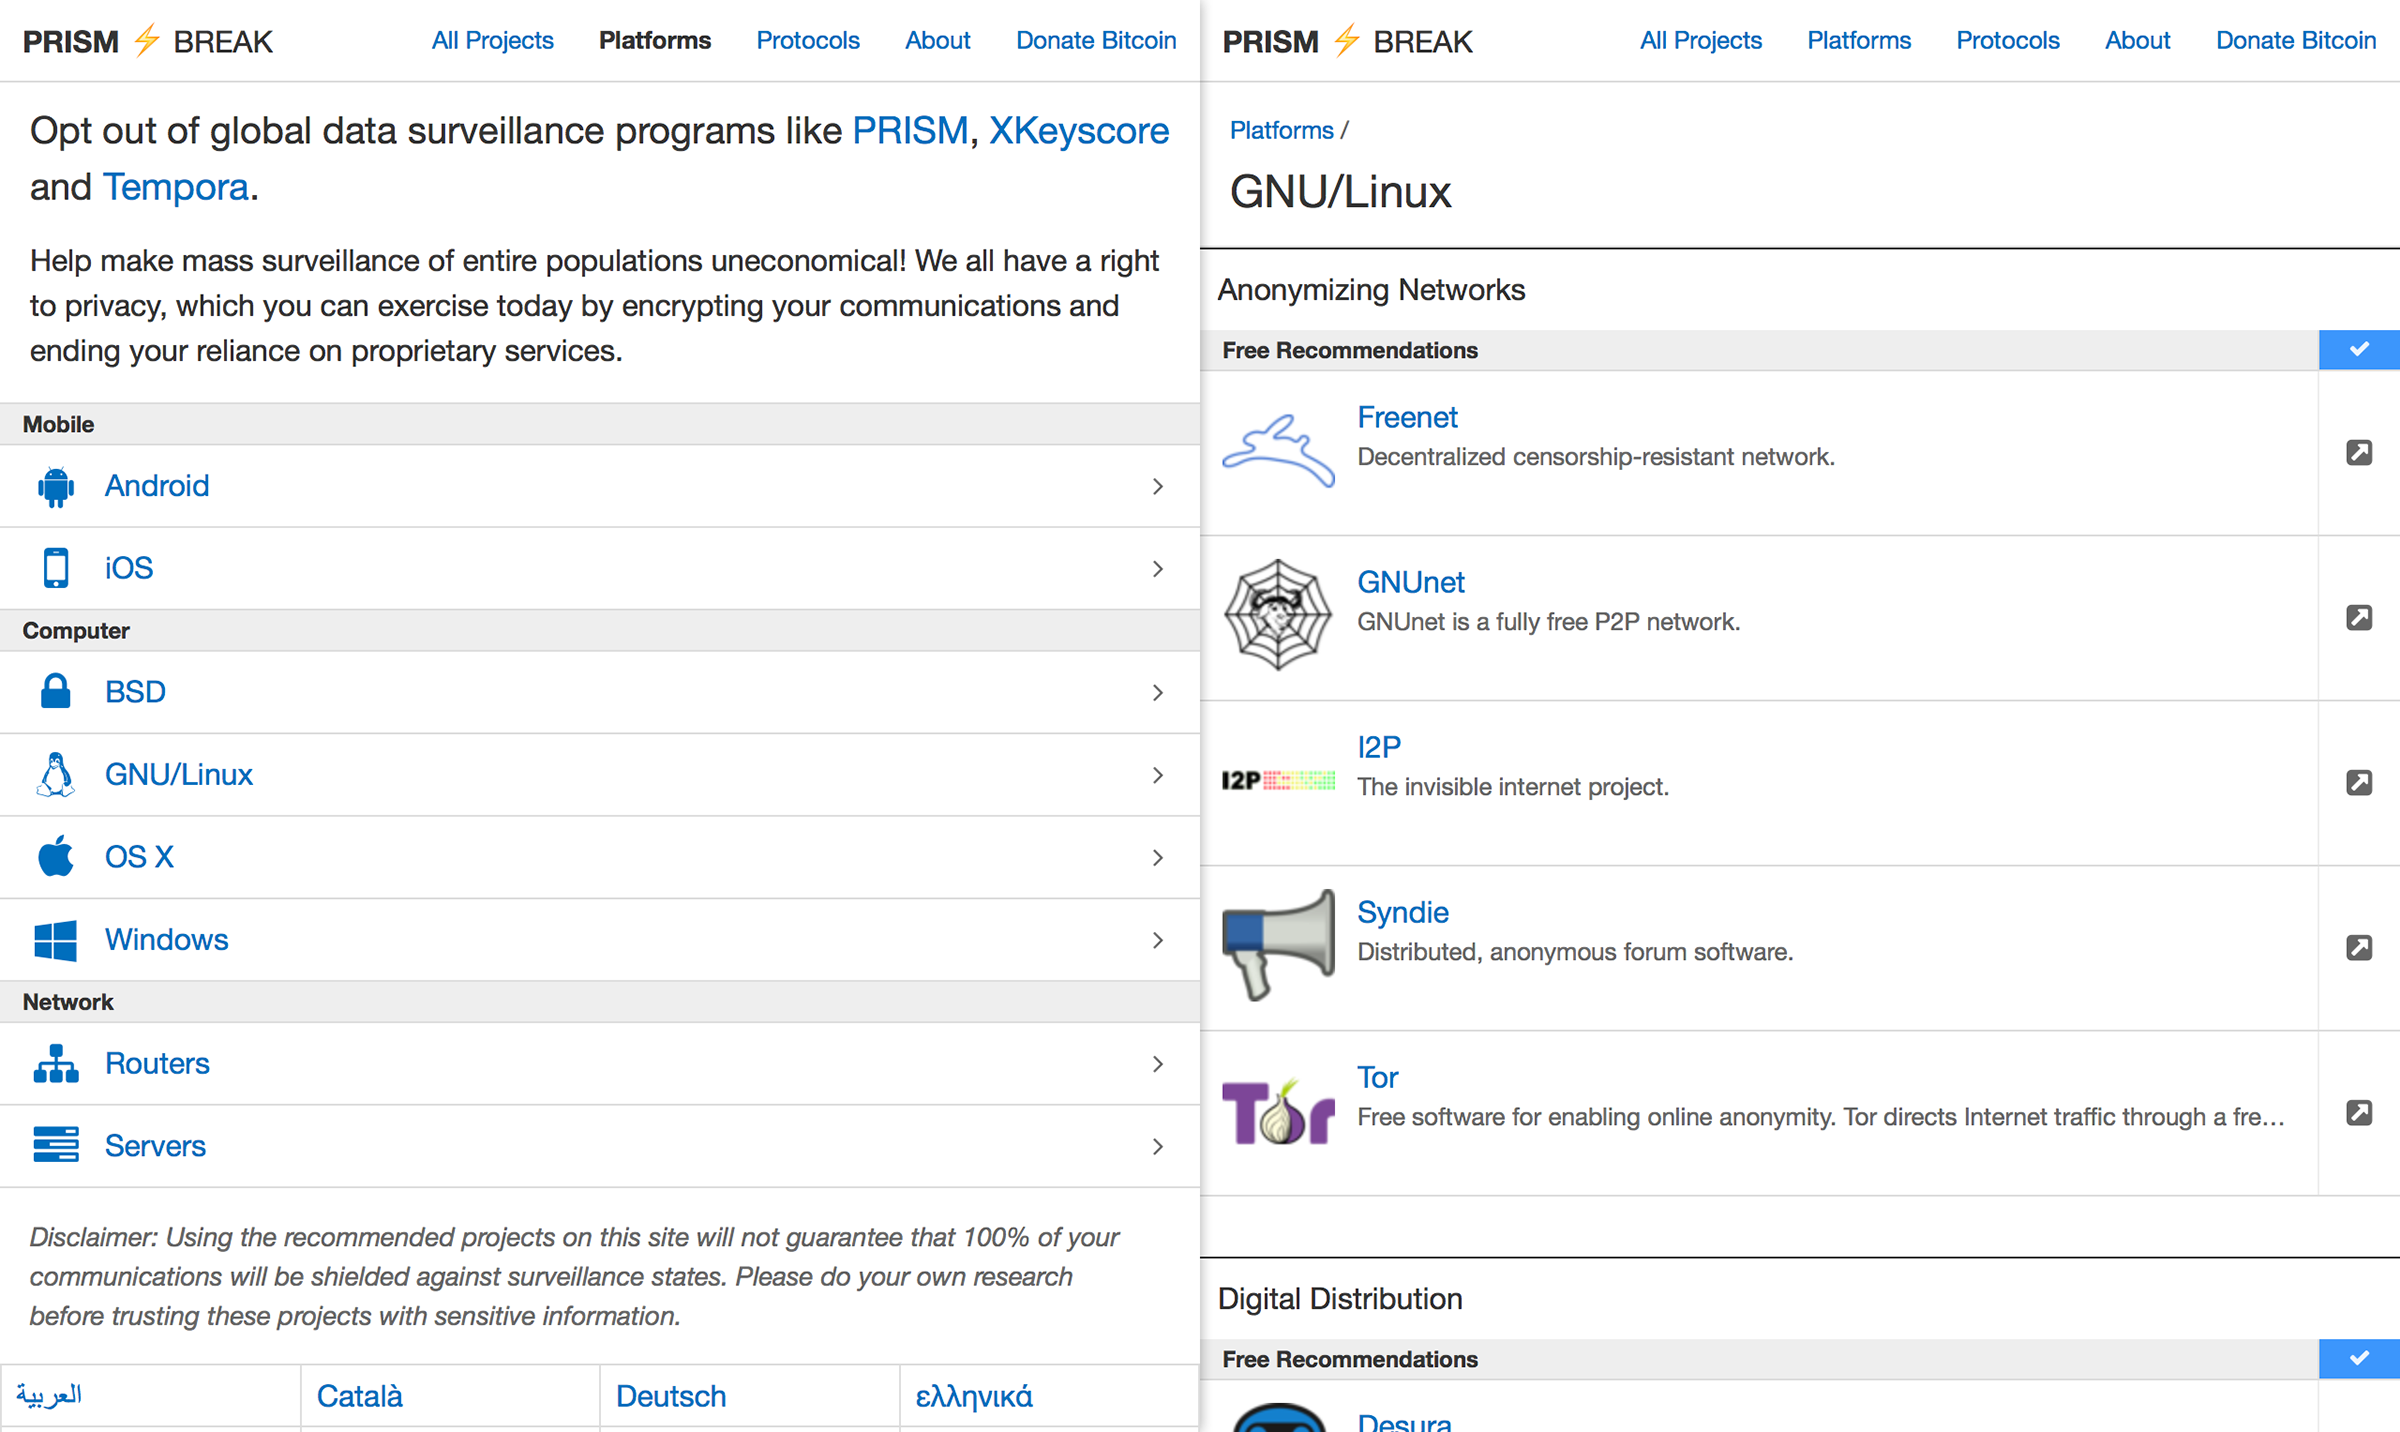 PRISM ⚡ BREAK
All Projects Platforms Protocols About Donate Bitcoin
Opt out of global data surveillance programs like PRISM, XKeyscore
and Tempora.
Help make mass surveillance of entire populations uneconomical! We all have a right
to privacy, which you can exercise today by encrypting your communications and
ending your reliance on proprietary services.
Mobile
Android
iOS
Computer
BSD
GNU/Linux
OS X
Windows
Network
Routers
Servers
Disclaimer: Using the recommended projects on this site will not guarantee that 100% of your
communications will be shielded against surveillance states. Please do your own research
before trusting these projects with sensitive information.
العربية Català Deutsch ελληνικά
PRISM ⚡ BREAK
All Projects Platforms Protocols About Donate Bitcoin
Platforms /
GNU/Linux
Anonymizing Networks
Free Recommendations
Freenet
Decentralized censorship-resistant network.
GNUnet
GNUnet is a fully free P2P network.
I2P
I2P
The invisible internet project.
Syndie
Distributed, anonymous forum software.
Tor
Tor
Free software for enabling online anonymity. Tor directs Internet traffic through a fre...
Digital Distribution
Free Recommendations
Desura